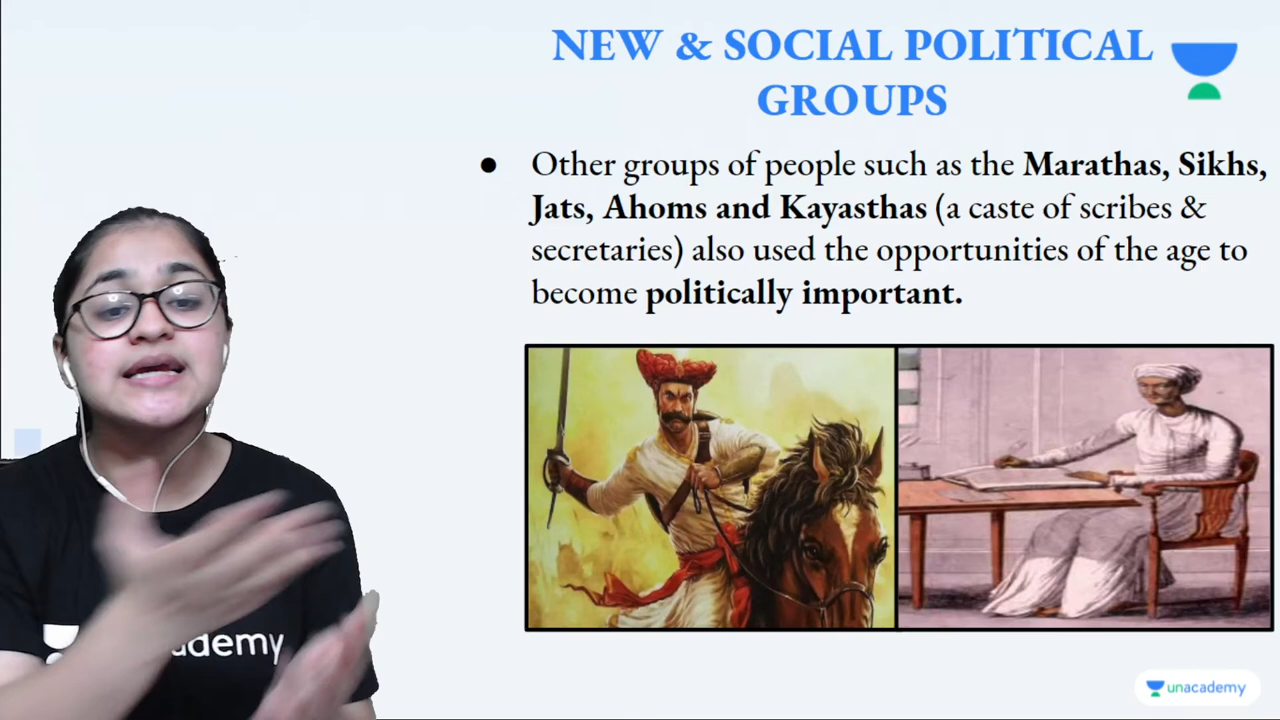 NEW & SOCIAL POLITICAL
GROUPS
● Other groups of people such as the Marathas, Sikhs,
Jats, Ahoms and Kayasthas (a caste of scribes &
secretaries) also used the opportunities of the age to
become politically important.
ademy
unacademy